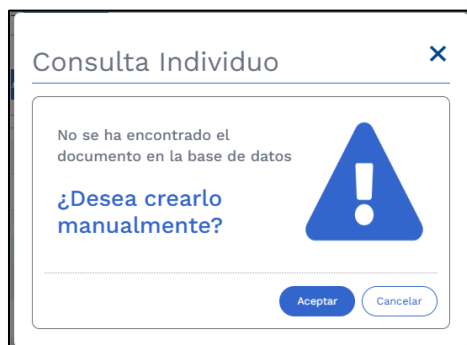 Consulta Individuo
No se ha encontrado el
documento en la base de datos
¿Desea crearlo
manualmente?
Aceptar
Cancelar